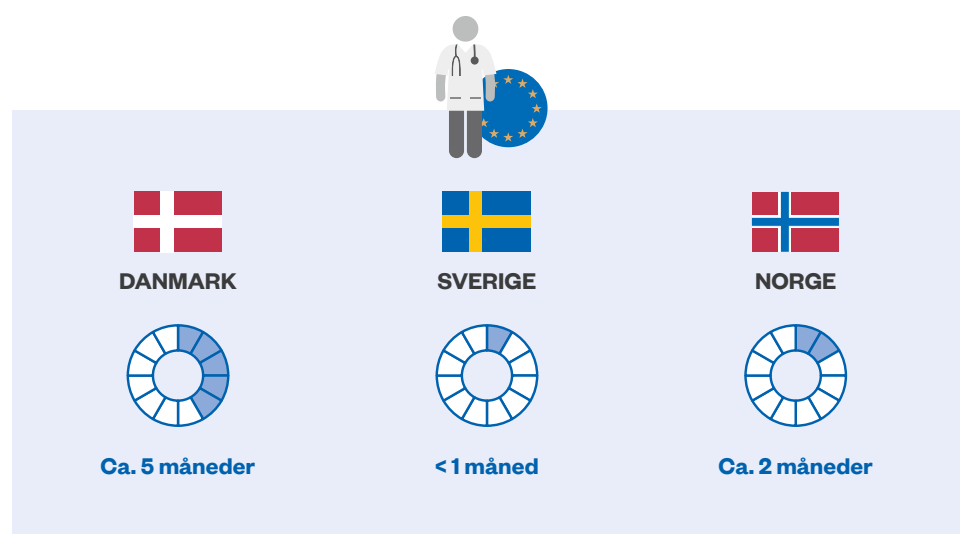 DANMARK
SVERIGE
NORGE
Ca. 5 måneder
< 1 måned
Ca. 2 måneder